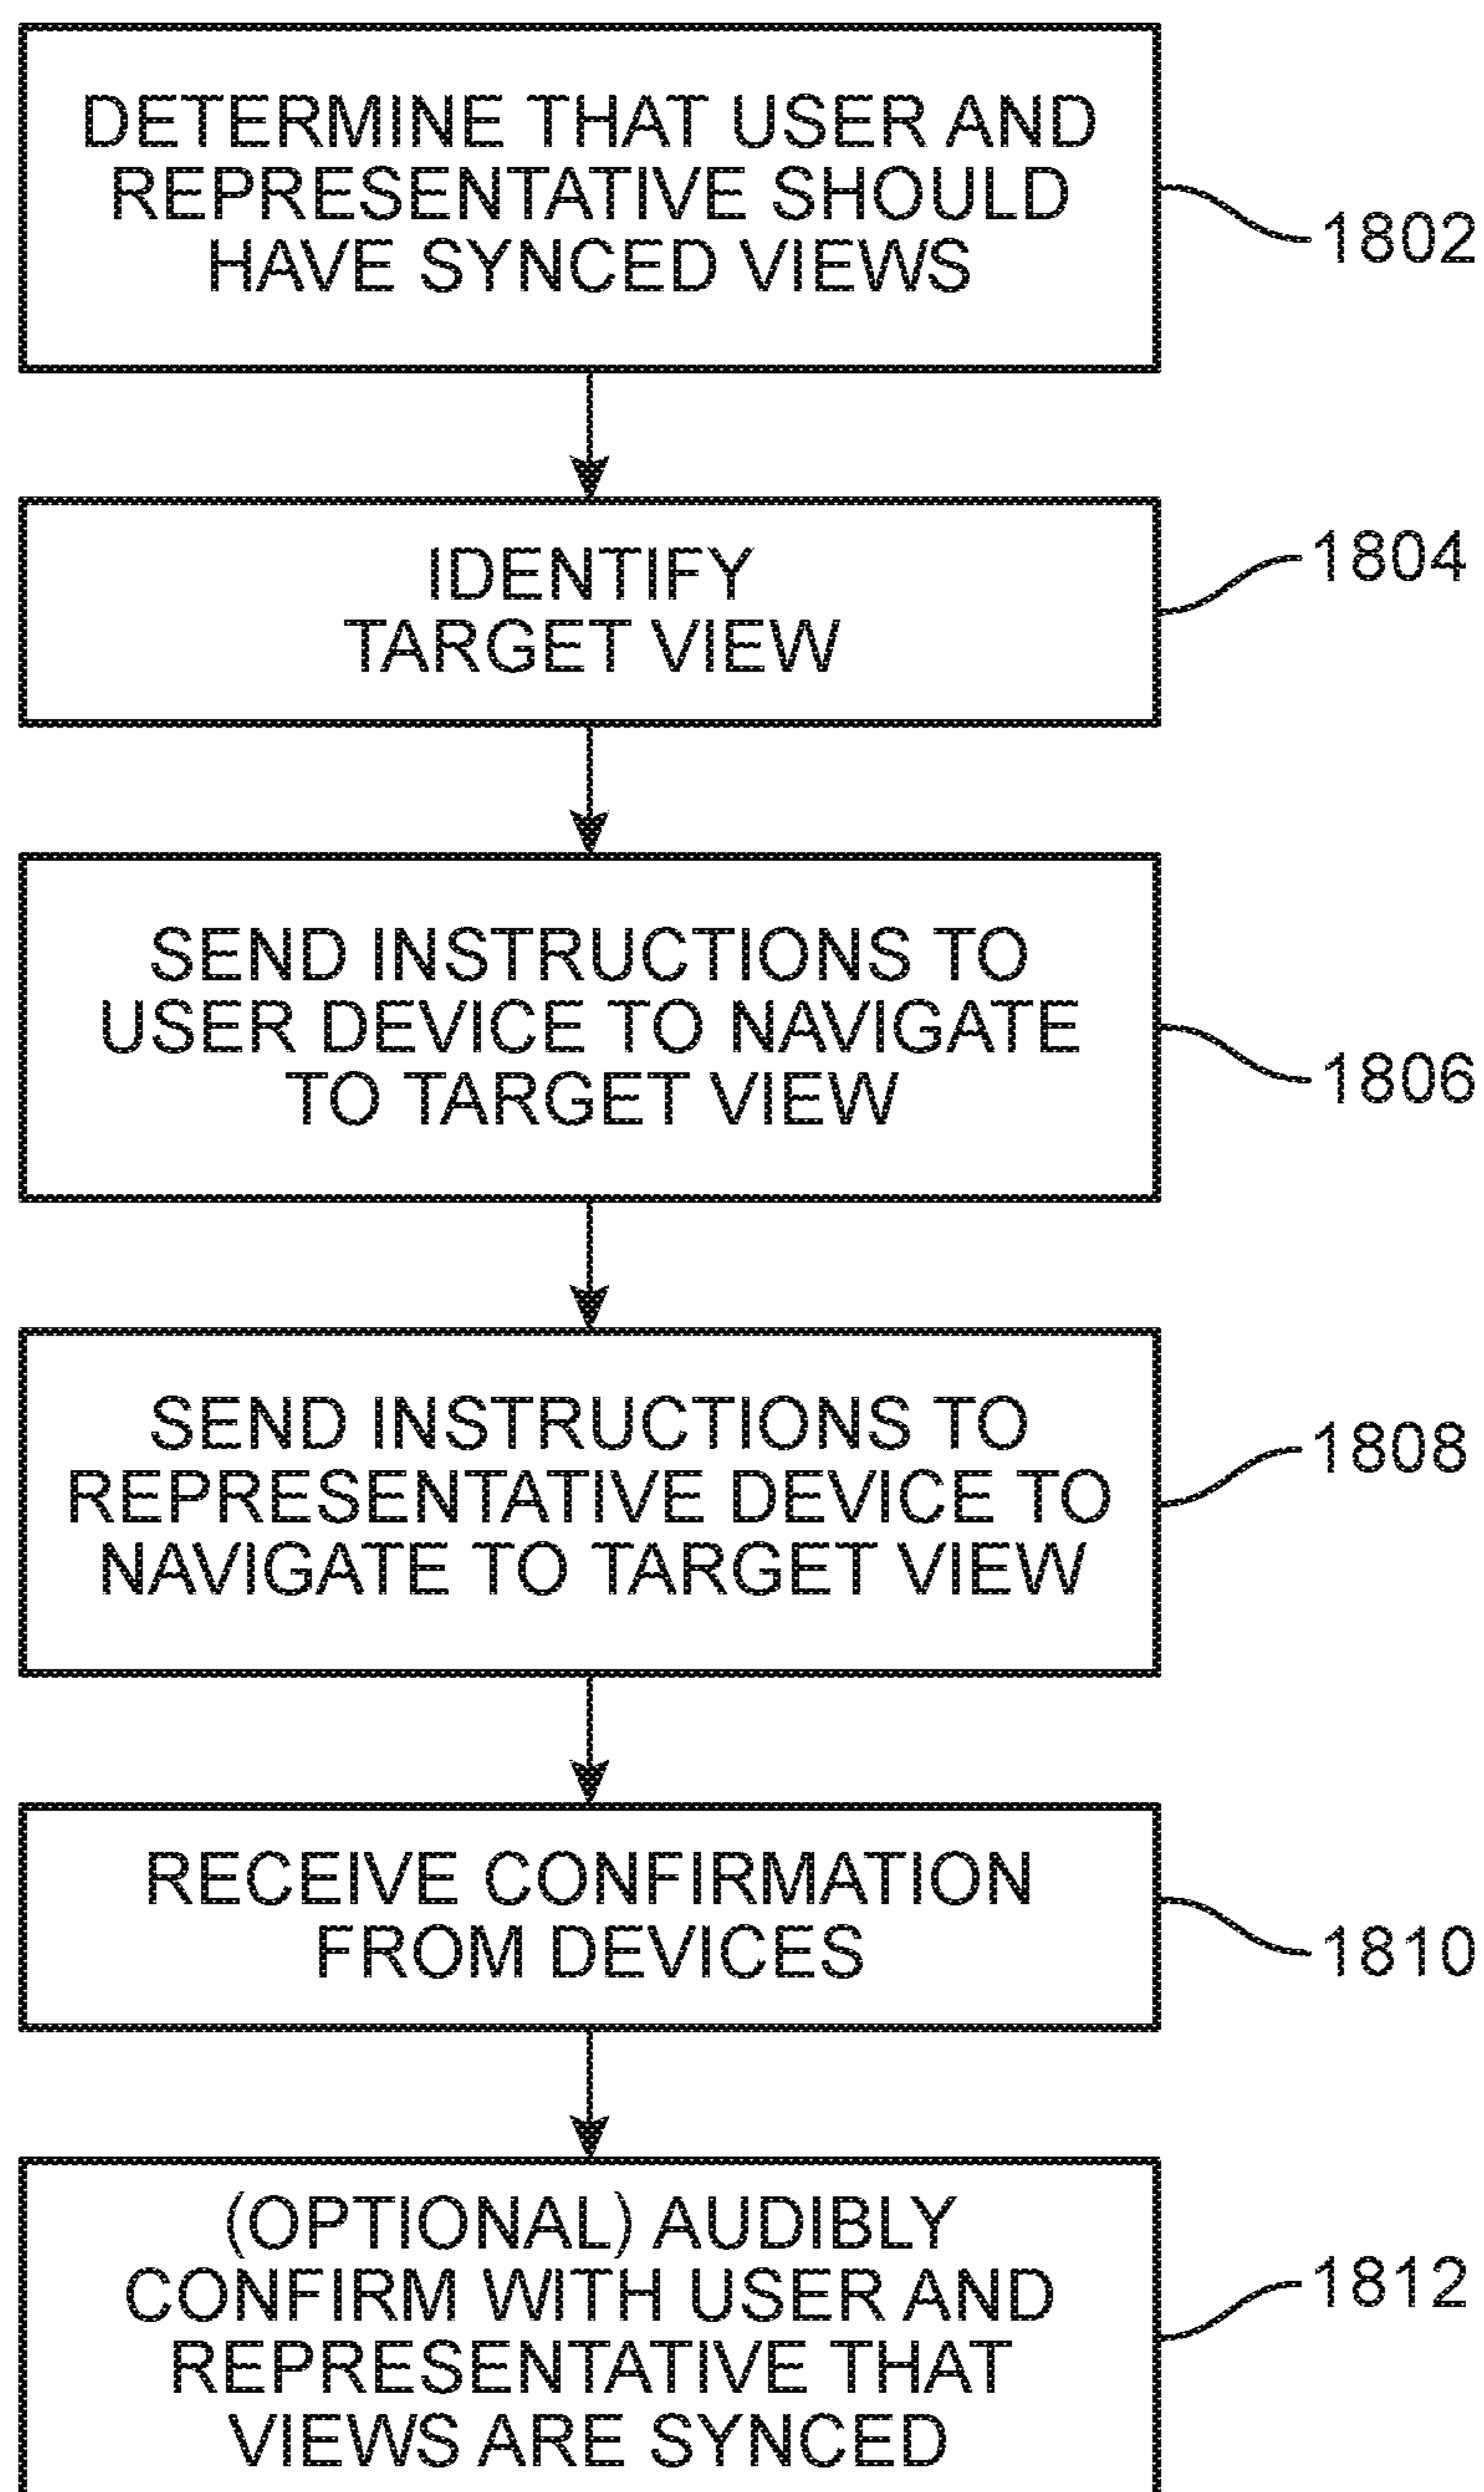 DETERMINE THAT USER AND
REPRESENTATIVE SHOULD
HAVE SYNCED VIEWS
1802
IDENTIFY
TARGET VIEW
1804
SEND INSTRUCTIONS TO
USER DEVICE TO NAVIGATE
TO TARGET VIEW
1806
SEND INSTRUCTIONS TO
REPRESENTATIVE DEVICE TO
NAVIGATE TO TARGET VIEW
1808
RECEIVE CONFIRMATION
FROM DEVICES
1810
(OPTIONAL) AUDIBLY
CONFIRM WITH USER AND
REPRESENTATIVE THAT
VIEWS ARE SYNCED
1812